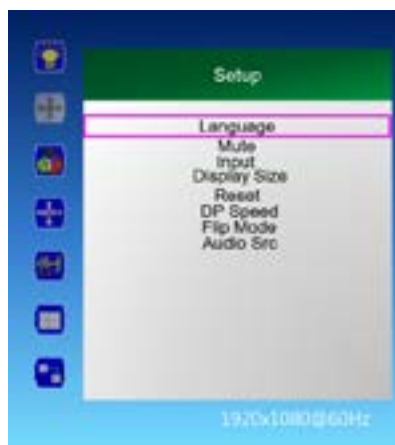 Setup
Language
Mute
Input
Display Size
Reset
DP Speed
Flip Mode
Audio Src
1920x1080@60Hz